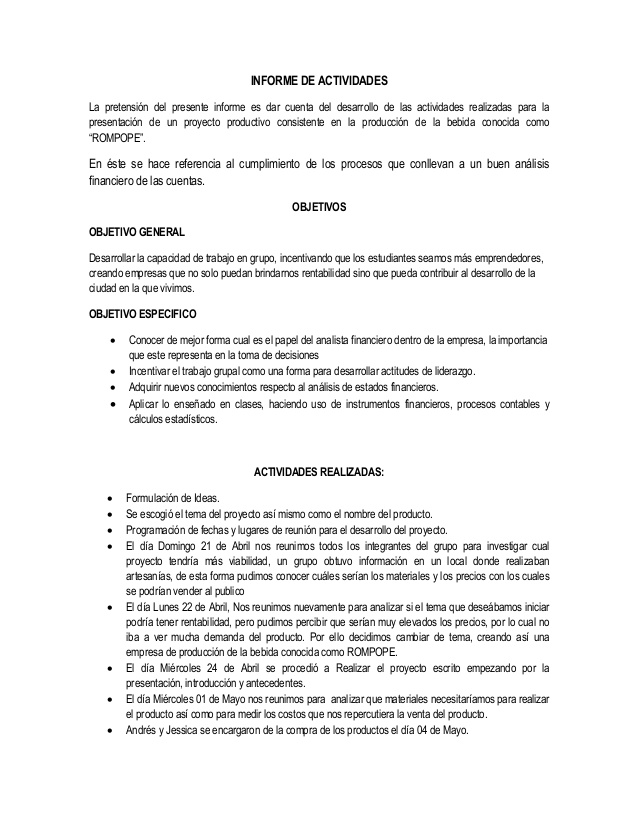 INFORME DE ACTIVIDADES
La pretensión del presente informe es dar cuenta del desarrollo de las actividades realizadas para la
presentación de un proyecto productivo consistente en la producción de la bebida conocida como
“ROMPOPE”.
En éste se hace referencia al cumplimiento de los procesos que conllevan a un buen análisis
financiero de las cuentas.
OBJETIVOS
OBJETIVO GENERAL
Desarrollar la capacidad de trabajo en grupo, incentivando que los estudiantes seamos más emprendedores,
creando empresas que no solo puedan brindarnos rentabilidad sino que pueda contribuir al desarrollo de la
ciudad en la que vivimos.
OBJETIVO ESPECIFICO
• Conocer de mejor forma cual es el papel del analista financiero dentro de la empresa, la importancia
que este representa en la toma de decisiones
• Incentivar el trabajo grupal como una forma para desarrollar actitudes de liderazgo.
• Adquirir nuevos conocimientos respecto al análisis de estados financieros.
• Aplicar lo enseñado en clases, haciendo uso de instrumentos financieros, procesos contables y
cálculos estadísticos.
ACTIVIDADES REALIZADAS:
• Formulación de Ideas.
• Se escogió el tema del proyecto así mismo como el nombre del producto.
• Programación de fechas y lugares de reunión para el desarrollo del proyecto.
• El día Domingo 21 de Abril nos reunimos todos los integrantes del grupo para investigar cual
proyecto tendría más viabilidad, un grupo obtuvo información en un local donde realizaban
artesanías, de esta forma pudimos conocer cuáles serían los materiales y los precios con los cuales
se podrían vender al publico
• El día Lunes 22 de Abril, Nos reunimos nuevamente para analizar si el tema que deseábamos iniciar
podría tener rentabilidad, pero pudimos percibir que serían muy elevados los precios, por lo cual no
iba a ver mucha demanda del producto. Por ello decidimos cambiar de tema, creando así una
empresa de producción de la bebida conocida como ROMPOPE.
• El día Miércoles 24 de Abril se procedió a Realizar el proyecto escrito empezando por la
presentación, introducción y antecedentes.
• El día Miércoles 01 de Mayo nos reunimos para analizar que materiales necesitaríamos para realizar
el producto así como para medir los costos que nos repercutiera la venta del producto.
• Andrés y Jessica se encargaron de la compra de los productos el día 04 de Mayo.